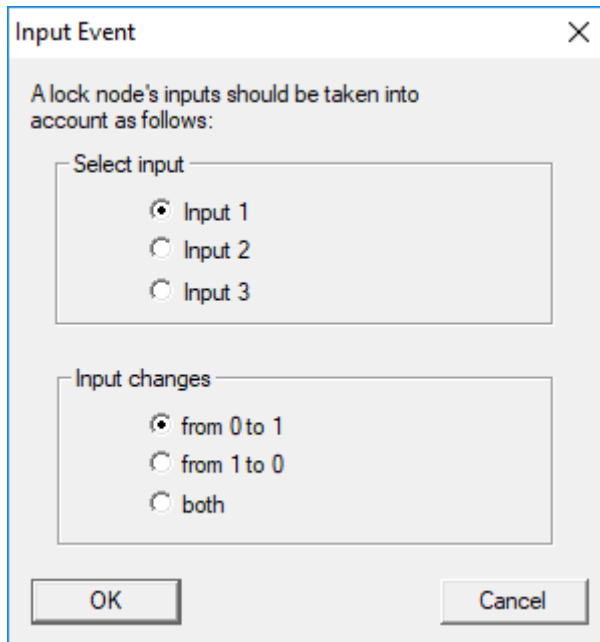 Input Event
A lock node's inputs should be taken into
account as follows:
Select input
Input 1
Input 2
Input 3
Input changes
from 0 to 1
from 1 to 0
both
OK
Cancel